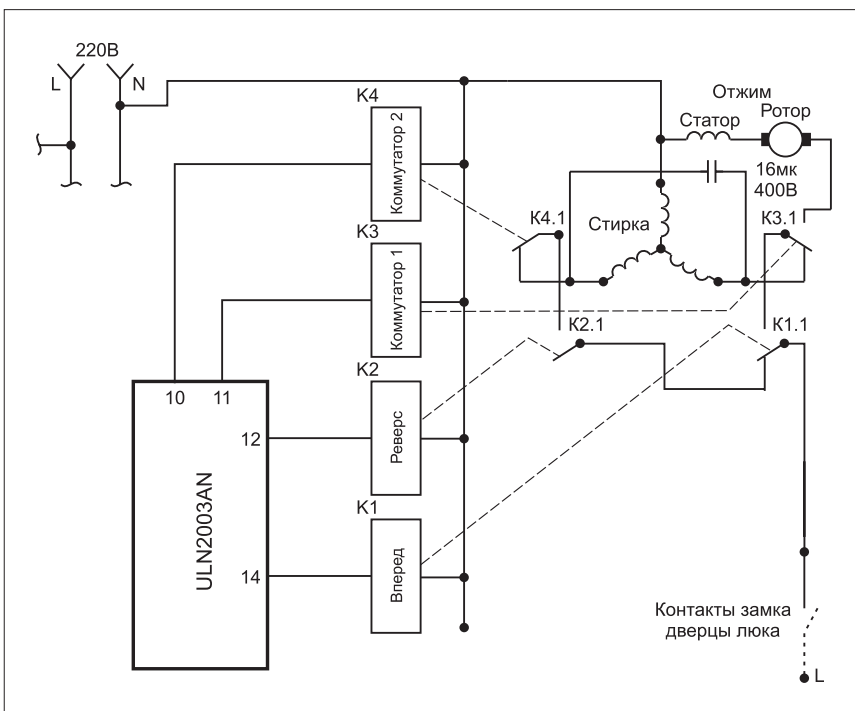 220В
L
N
K4
Коммутатор 2
Отжим
Статор
Ротор
16мк
400В
K4.1
Стирка
K3.1
K3
Коммутатор 1
K2.1
K1.1
K2
Реверс
10
11
12
ULN2003AN
K1
Вперед
14
Контакты замка
дверцы люка
L